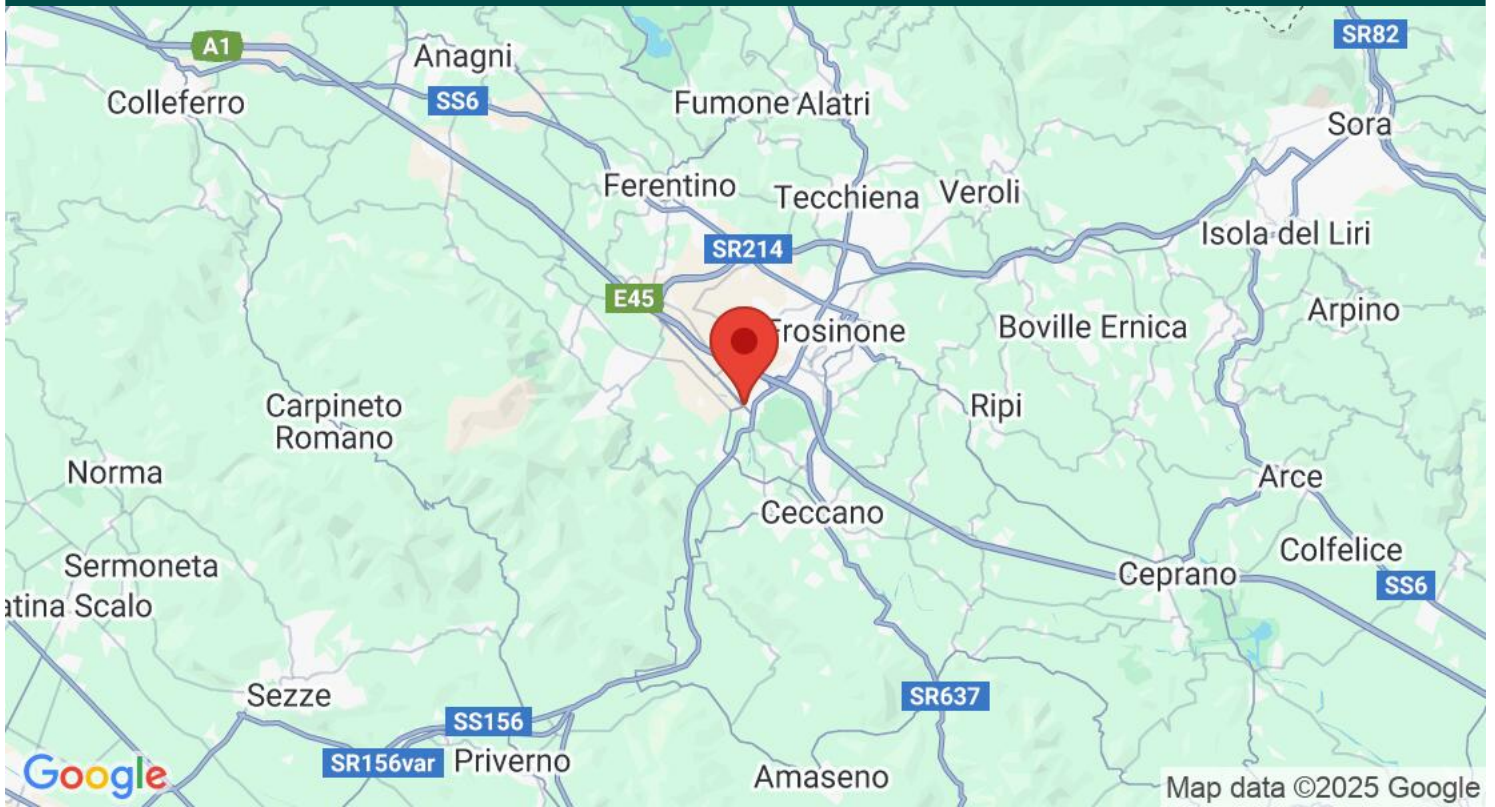 SR82
A1
Anagni
Colleferro
SS6
Fumone
Alatri
Sora
Ferentino
Tecchiena
Veroli
Isola del Liri
SR214
E45
Frosinone
Boville Ernica
Arpino
Carpineto
Romano
Ripi
Norma
Arce
Ceccano
Sermoneta
Colfelice
Ceprano
SS6
atina Scalo
Sezze
SR637
SS156
SR156var
Priverno
Amaseno
Google
Map data ©2025 Google